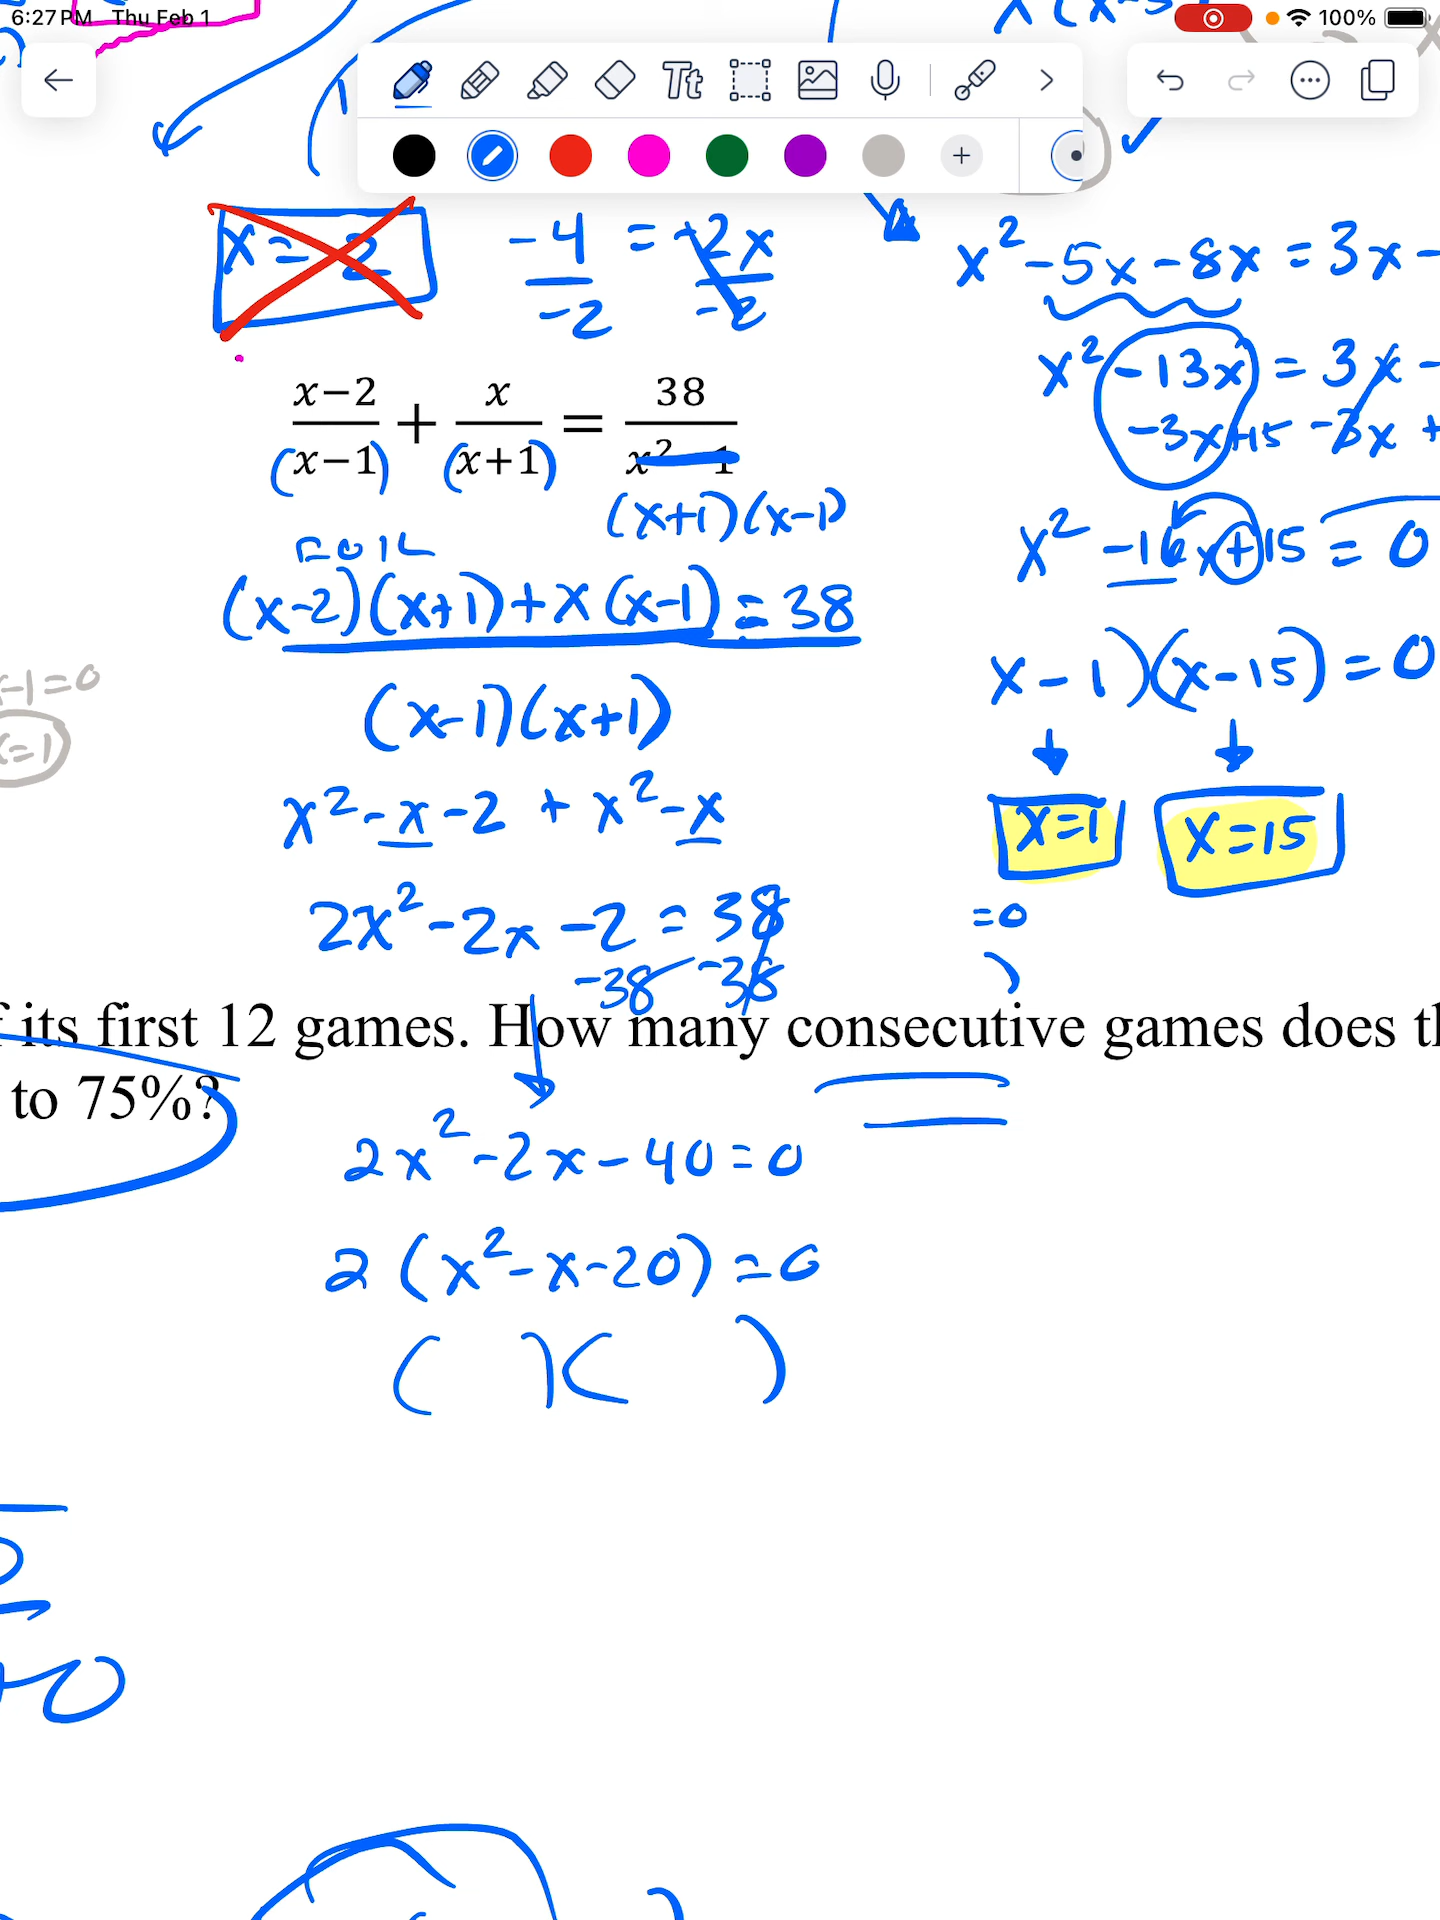 6:27 PM Thu Feb 1
100%
Tt
x = 2
-4 = -2x
-2 -2
x² -5x -8x = 3x -
x² -13x = 3x -
-3x+15 -3x +
x-2/x-1 + x/x+1 = 38/x²-1
(x+1)(x-1)
FOIL
(x-2)(x+1)+x(x-1) = 38
(x-1)(x+1)
x² -16x +15 = 0
x-1)(x-15) = 0
x=1 x=15
-1=0
x=1
x²-x-2 + x²-x
2x²-2x-2 = 38
-38 -38
=0
)
f its first 12 games. How many consecutive games does th
to 75%?
2x²-2x-40=0
2(x²-x-20)=0
( )( )